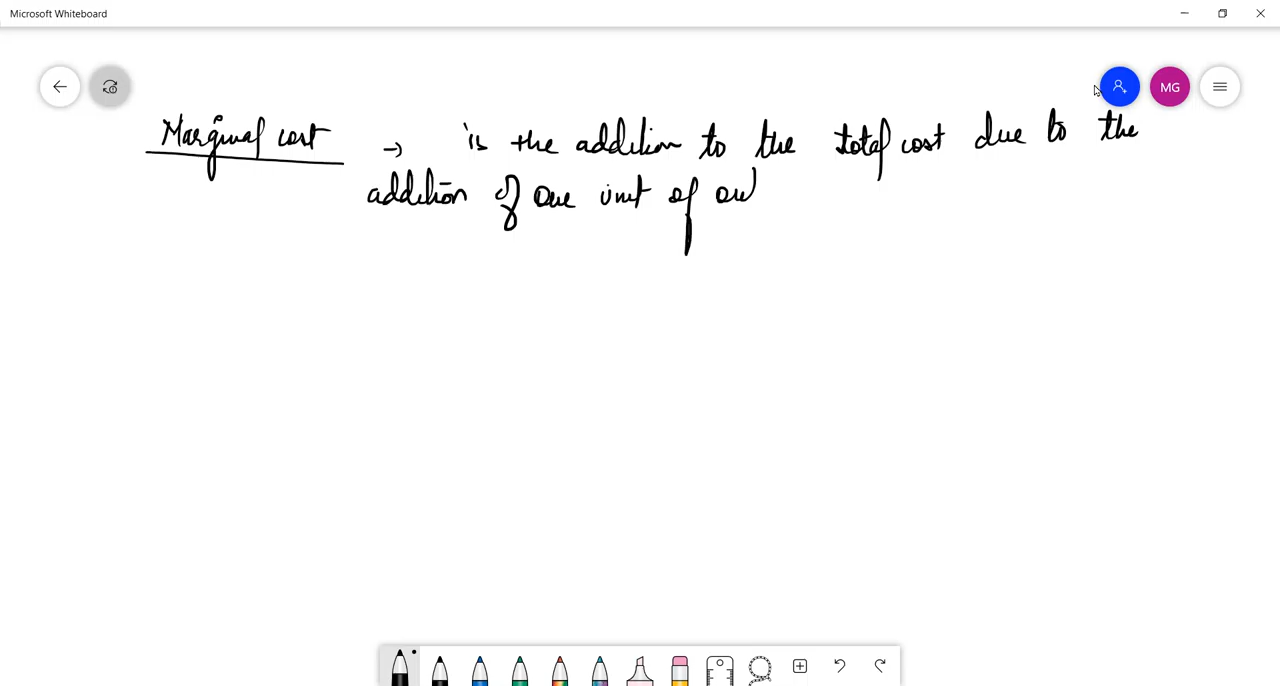 Microsoft Whiteboard
MG
Marginal cost → is the addition to the total cost due to the
addition of one unit of ou